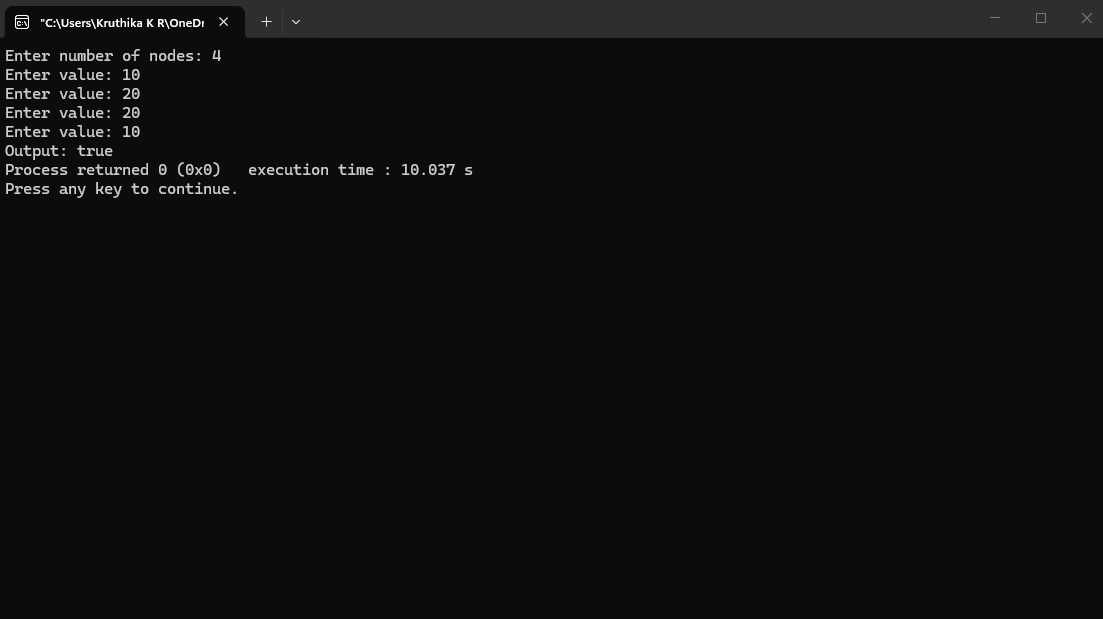 "C:\Users\Kruthika K R\OneDr
Enter number of nodes: 4
Enter value: 10
Enter value: 20
Enter value: 20
Enter value: 10
Output: true
Process returned 0 (0x0)   execution time : 10.037 s
Press any key to continue.